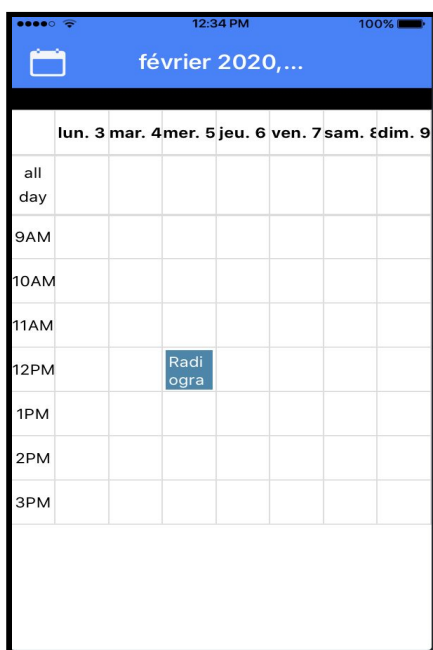 12:34 PM 100%
février 2020,...
lun. 3 mar. 4 mer. 5 jeu. 6 ven. 7 sam. 8 dim. 9
all
day
9AM
10AM
11AM
12PM
Radi
ogra
1PM
2PM
3PM